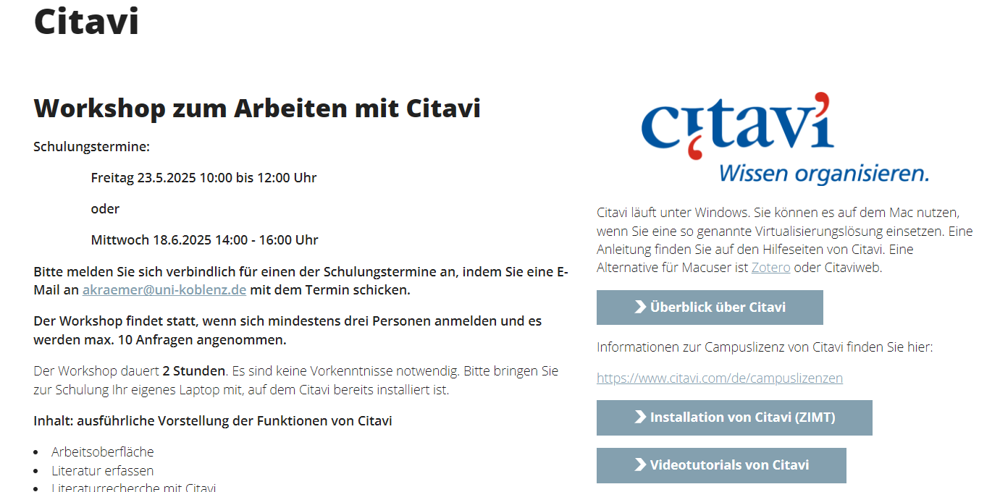 Citavi
Workshop zum Arbeiten mit Citavi
Schulungstermine:
Freitag 23.5.2025 10:00 bis 12:00 Uhr
oder
Mittwoch 18.6.2025 14:00 - 16:00 Uhr
Bitte melden Sie sich verbindlich für einen der Schulungstermine an, indem Sie eine E-
Mail an akraemer@uni-koblenz.de mit dem Termin schicken.
Der Workshop findet statt, wenn sich mindestens drei Personen anmelden und es
werden max. 10 Anfragen angenommen.
Der Workshop dauert 2 Stunden. Es sind keine Vorkenntnisse notwendig. Bitte bringen Sie
zur Schulung Ihr eigenes Laptop mit, auf dem Citavi bereits installiert ist.
Inhalt: ausführliche Vorstellung der Funktionen von Citavi
• Arbeitsoberfläche
• Literatur erfassen
• Literaturrecherche mit Citavi
citavi
Wissen organisieren.
Citavi läuft unter Windows. Sie können es auf dem Mac nutzen,
wenn Sie eine so genannte Virtualisierungslösung einsetzen. Eine
Anleitung finden Sie auf den Hilfeseiten von Citavi. Eine
Alternative für Macuser ist Zotero oder Citaviweb.
Überblick über Citavi
Informationen zur Campuslizenz von Citavi finden Sie hier:
https://www.citavi.com/de/campuslizenzen
Installation von Citavi (ZIMT)
Videotutorials von Citavi